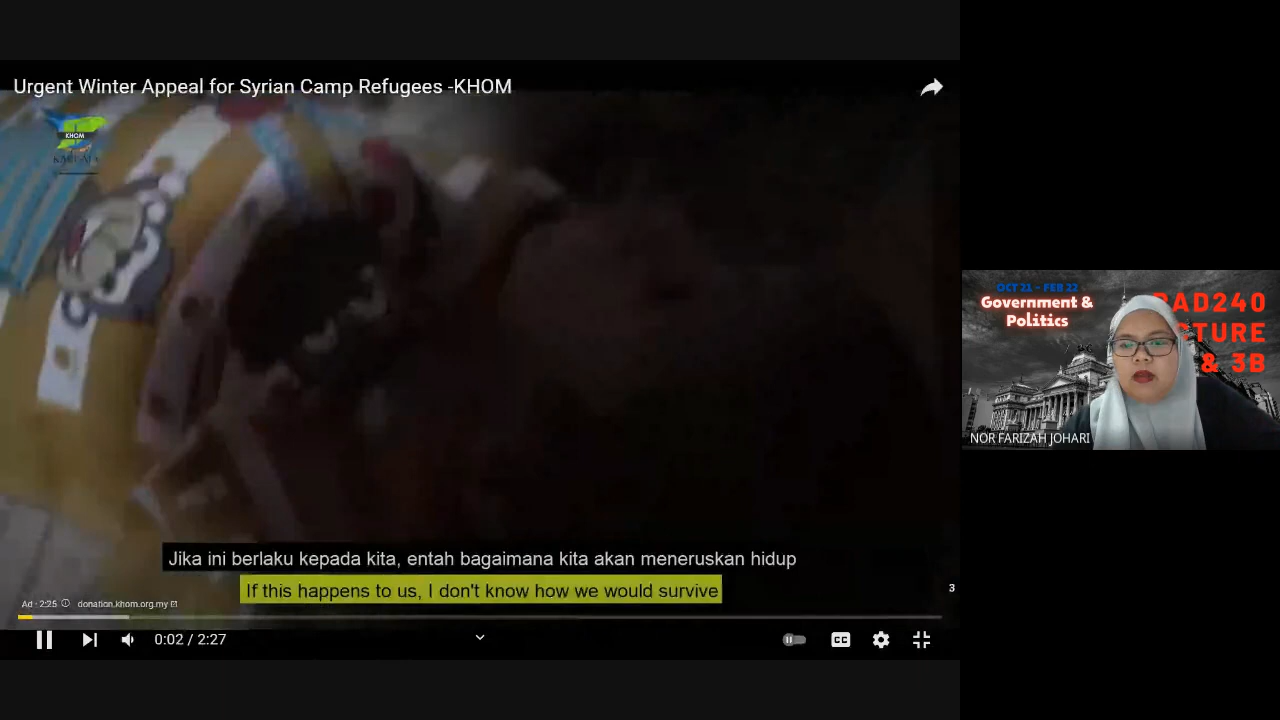 Urgent Winter Appeal for Syrian Camp Refugees -KHOM
KHOM
Jika ini berlaku kepada kita, entah bagaimana kita akan meneruskan hidup
If this happens to us, I don't know how we would survive
3
Ad · 2:25
donation.khom.org.my
0:02 / 2:27
CC
OCT 21 - FEB 22
Government &
Politics
AD240
TURE
& 3B
NOR FARIZAH JOHARI